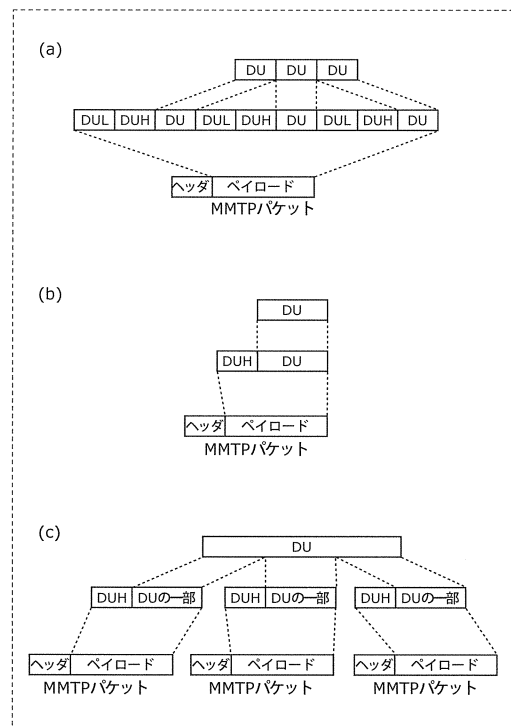 (a)
DU DU DU
DUL DUH DU DUL DUH DU DUL DUH DU
ヘッダ ペイロード
MMTPパケット
(b)
DU
DUH DU
ヘッダ ペイロード
MMTPパケット
(c)
DU
DUH DUの一部 DUH DUの一部 DUH DUの一部
ヘッダ ペイロード ヘッダ ペイロード ヘッダ ペイロード
MMTPパケット MMTPパケット MMTPパケット